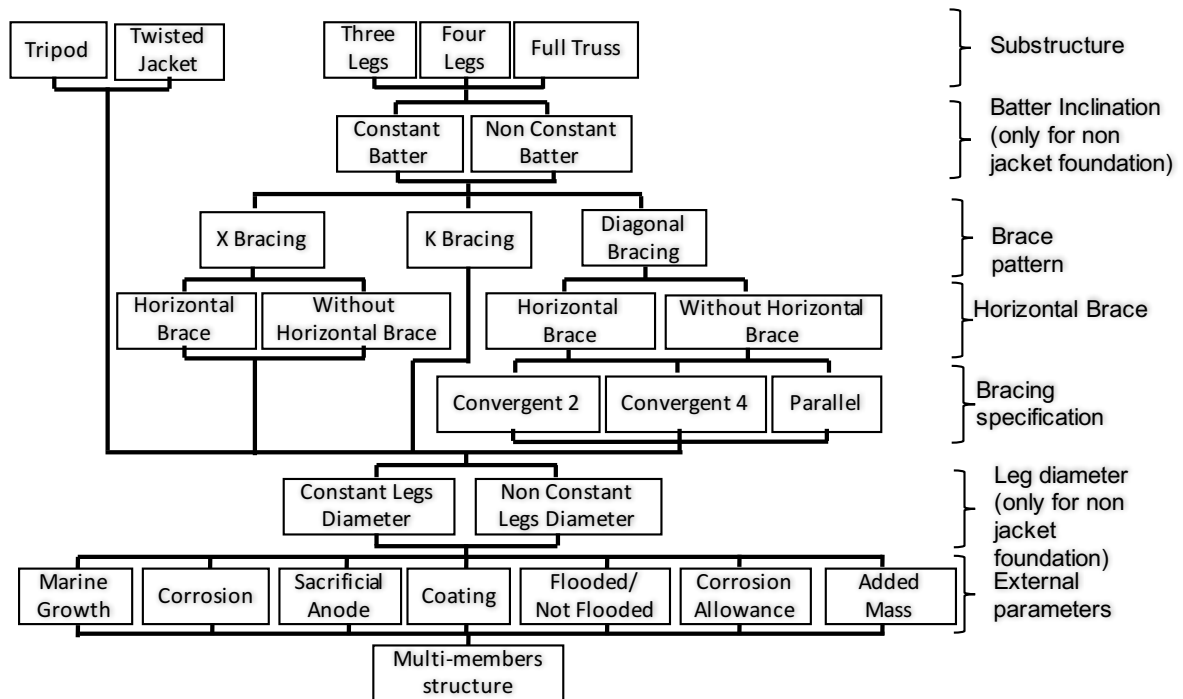 Tripod
Twisted
Jacket
Three
Legs
Four
Legs
Full Truss
Substructure
Constant
Batter
Non Constant
Batter
Batter Inclination
(only for non
jacket foundation)
X Bracing
K Bracing
Diagonal
Bracing
Brace
pattern
Horizontal
Brace
Without
Horizontal Brace
Horizontal
Brace
Without Horizontal
Brace
Horizontal Brace
Convergent 2
Convergent 4
Parallel
Bracing
specification
Constant Legs
Diameter
Non Constant
Legs Diameter
Leg diameter
(only for non
jacket
foundation)
Marine
Growth
Corrosion
Sacrificial
Anode
Coating
Flooded/
Not Flooded
Corrosion
Allowance
Added
Mass
External
parameters
Multi-members
structure